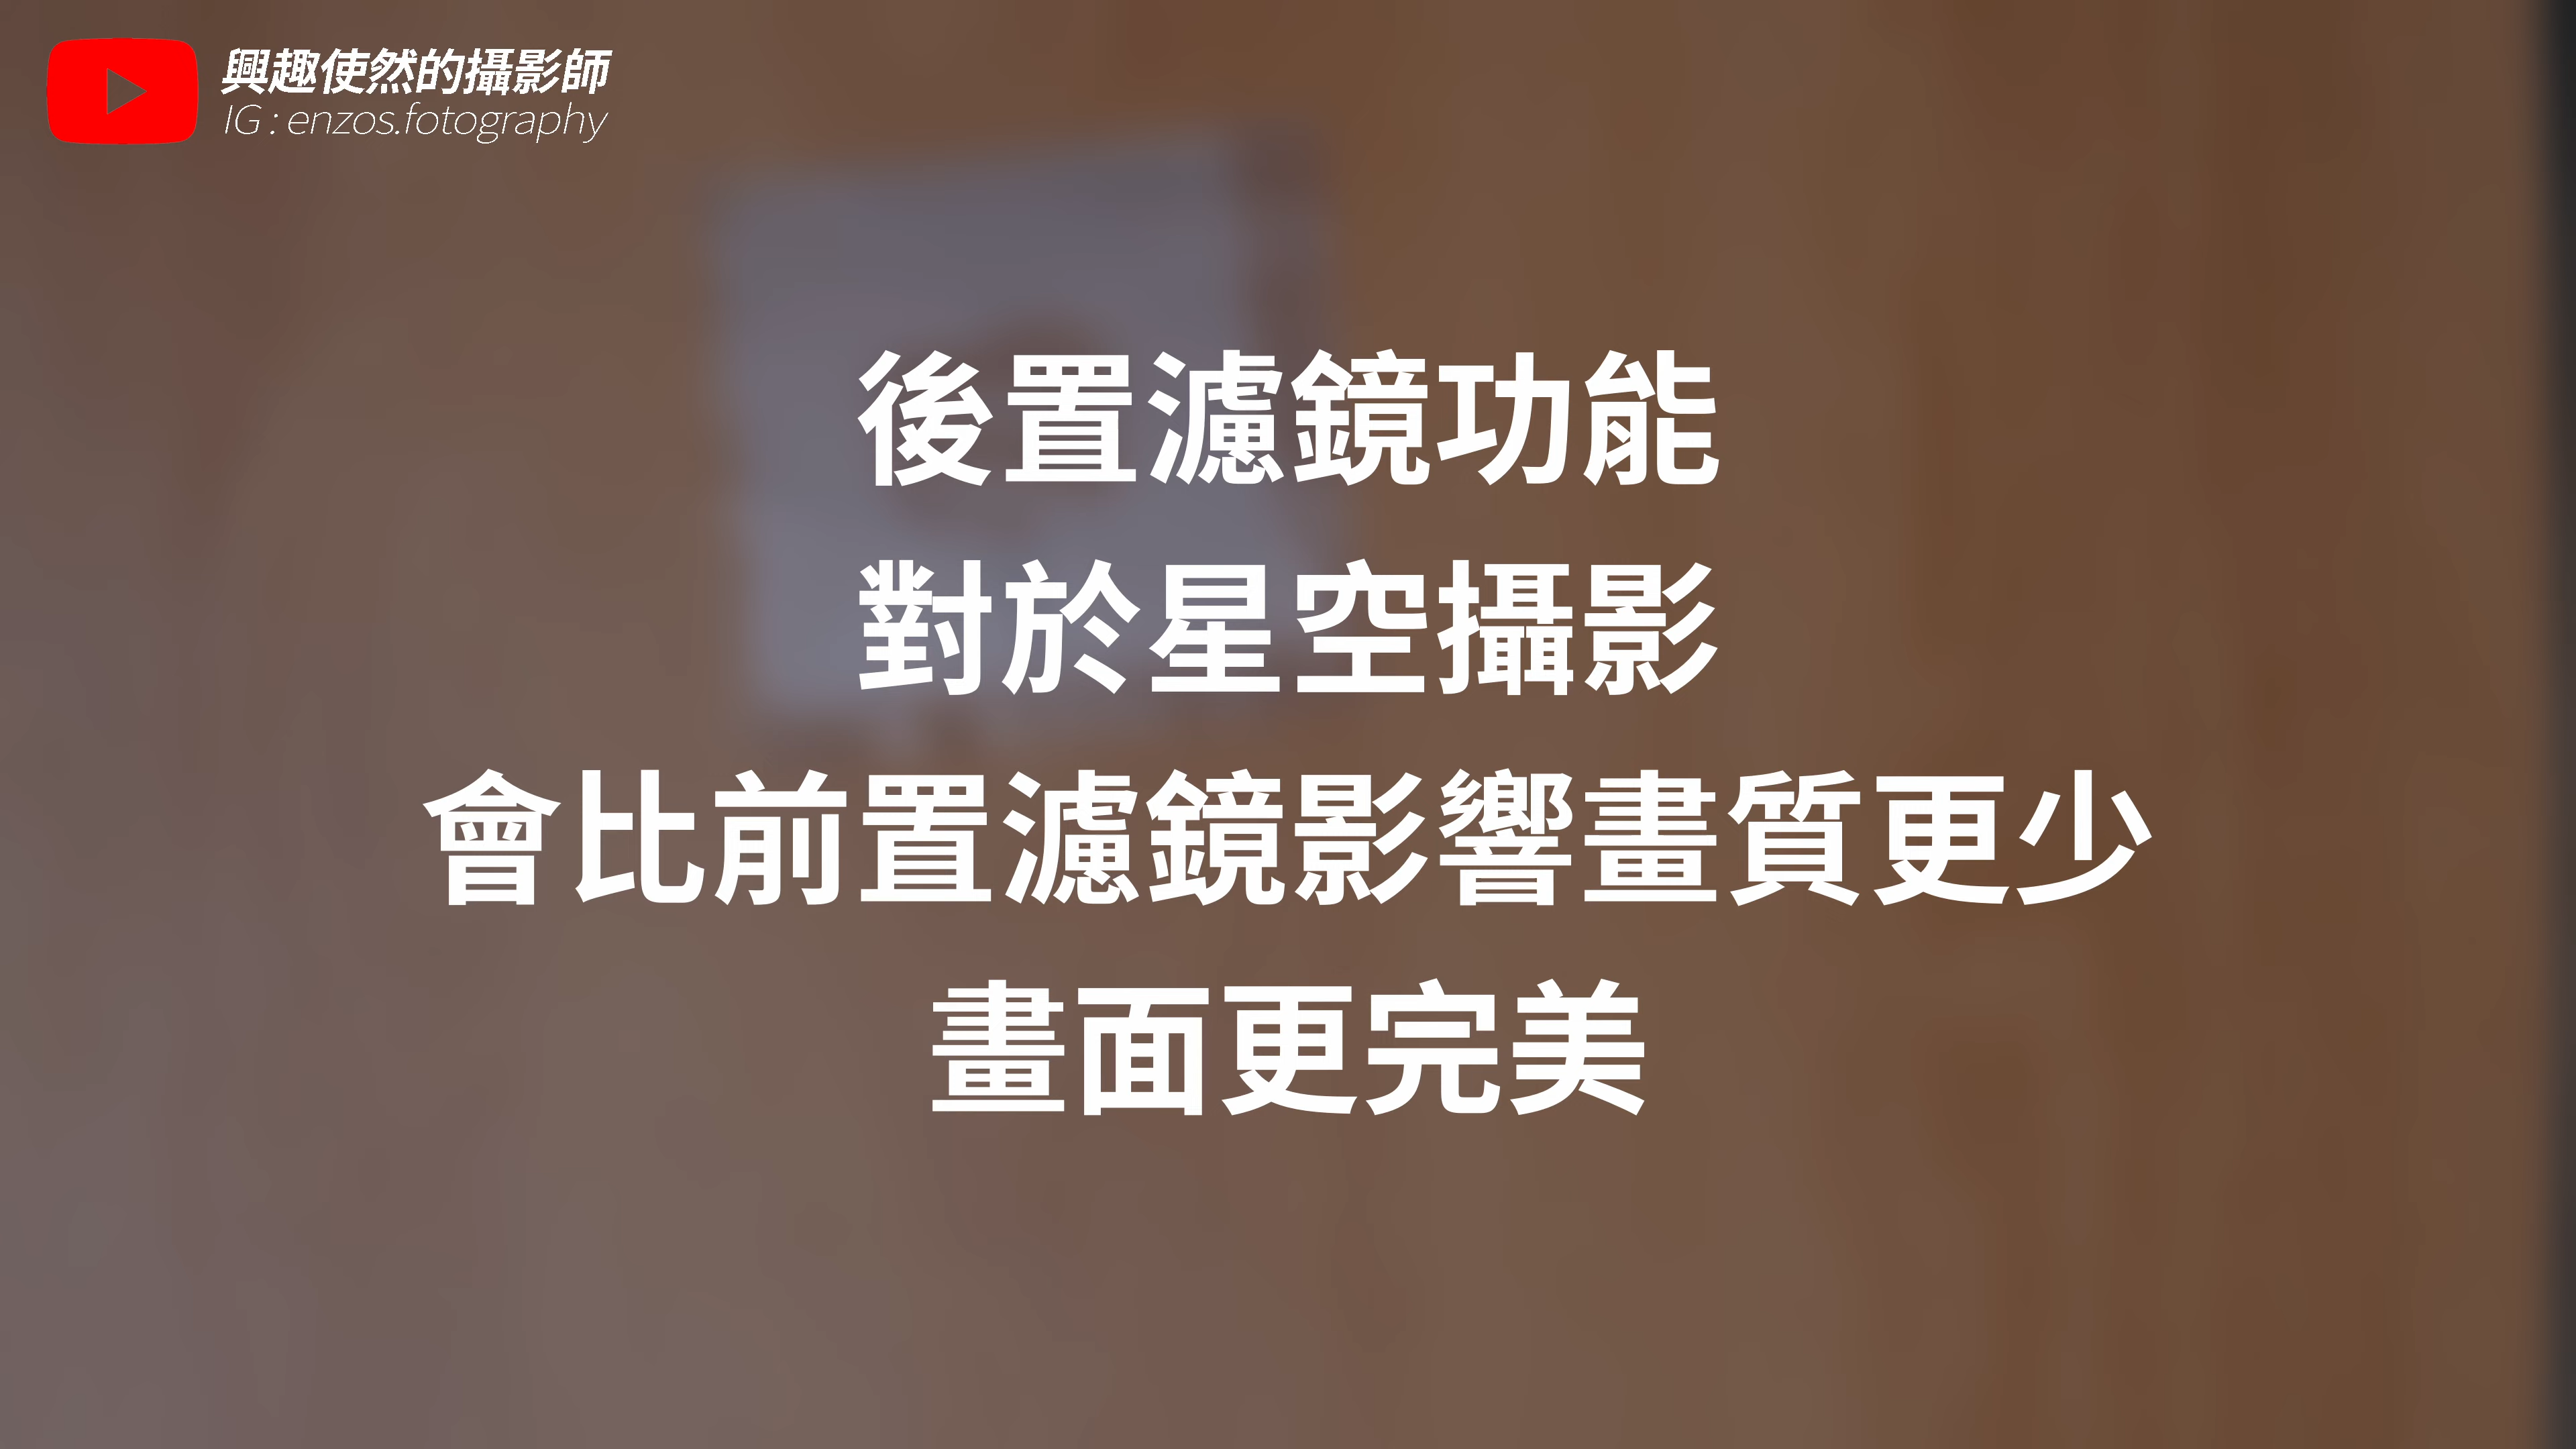 興趣使然的攝影師
IG : enzos.fotography
後置濾鏡功能
對於星空攝影
會比前置濾鏡影響畫質更少
畫面更完美